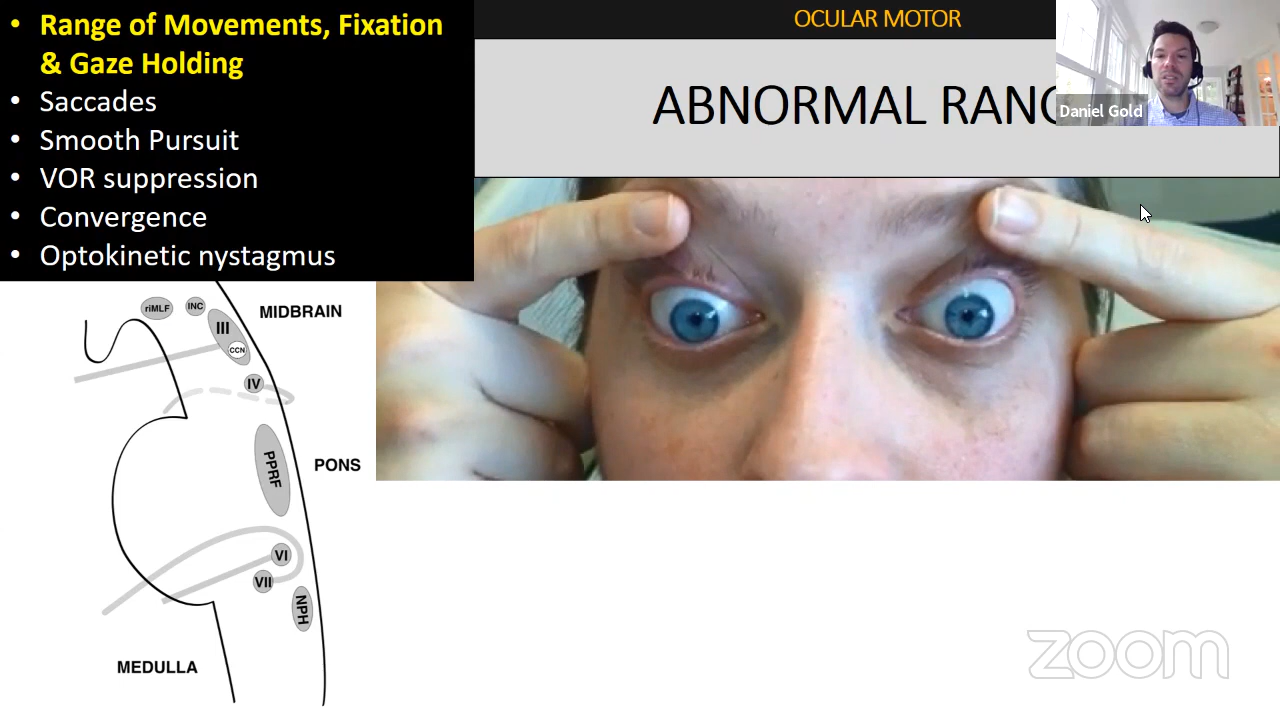 • Range of Movements, Fixation
& Gaze Holding
• Saccades
• Smooth Pursuit
• VOR suppression
• Convergence
• Optokinetic nystagmus
OCULAR MOTOR
ABNORMAL RANG
Daniel Gold
riMLF
INC
MIDBRAIN
III
CCN
IV
PPRF
PONS
VI
VII
NPH
MEDULLA
zoom